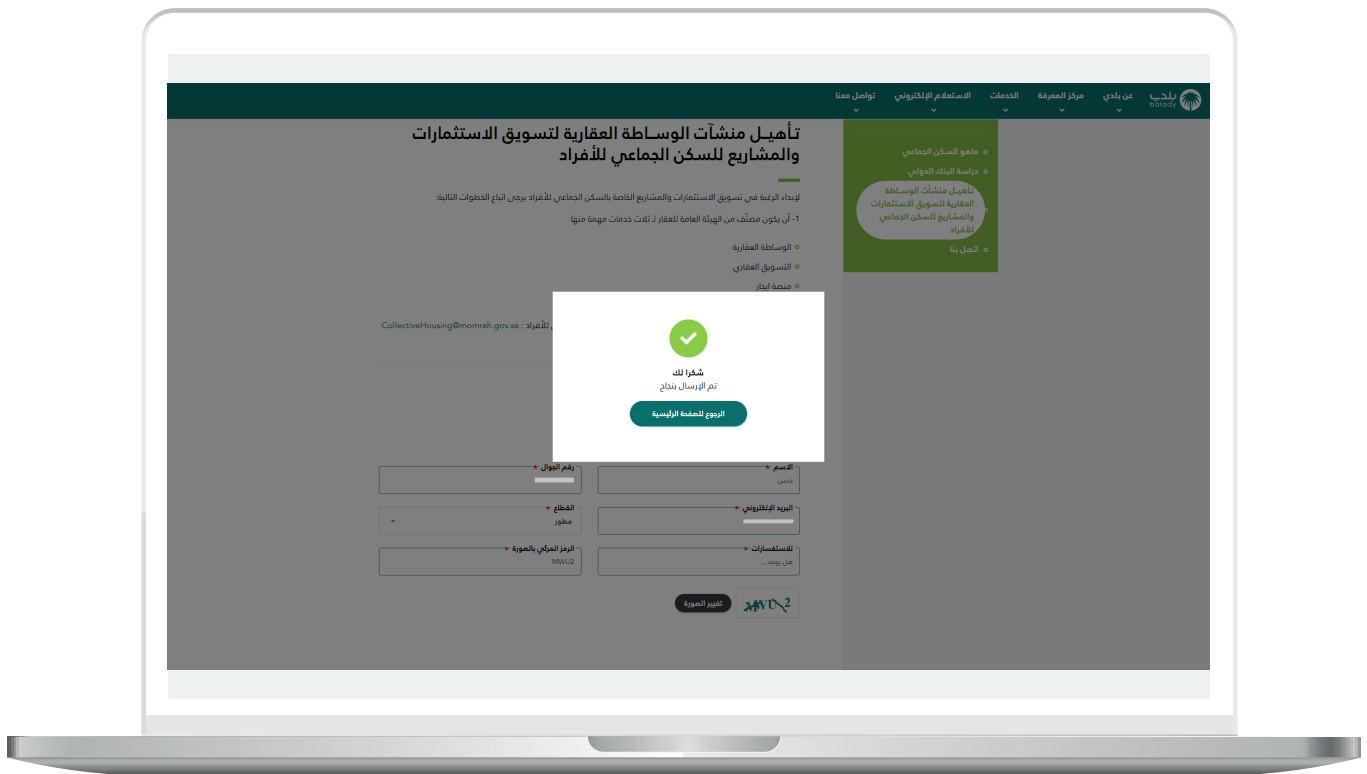 بلدي
balady
عن بلدي
مركز المعرفة
الخدمات
الاستعلام الإلكتروني
تواصل معنا
ماهو السكن الجماعي
دراسة البنك الدولي
تأهيـل منشآت الوسـاطة
العقارية لتسويق الاستثمارات
والمشاريع للسكن الجماعي
للأفراد
اتصل بنا
تأهيـل منشآت الوسـاطة العقارية لتسويق الاستثمارات
والمشاريع للسكن الجماعي للأفراد
لإبداء الرغبة في تسويق الاستثمارات والمشاريع الخاصة بالسكن الجماعي للأفراد يرجى اتباع الخطوات التالية:
1- أن يكون مصنّف من الهيئة العامة للعقار لـ ثلاث خدمات مهمة منها
الوساطة العقارية
التسويق العقاري
منصة ايجار
للأفراد : CollectiveHousing@momrah.gov.sa
شكرا لك
تم الإرسال بنجاح
الرجوع للصفحة الرئيسية
الاسم *
حسن
رقم الجوال *
البريد الإلكتروني *
القطاع *
مطور
للاستفسارات *
هل يوجد ..
الرمز المرئي بالصورة *
MWU2
MWU2
تغيير الصورة